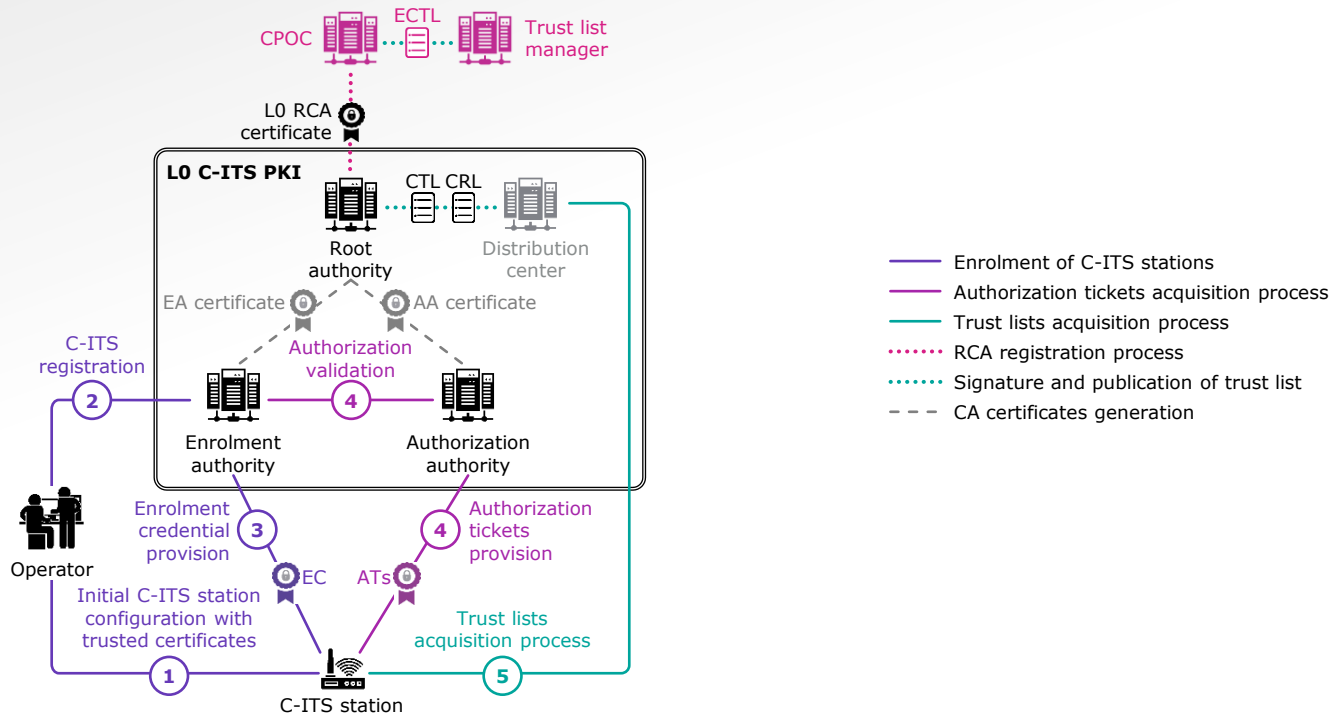 ECTL
CPOC
Trust list
manager
L0 RCA
certificate
L0 C-ITS PKI
CTL CRL
Root
authority
Distribution
center
EA certificate
AA certificate
C-ITS
registration
2
Authorization
validation
4
Enrolment
authority
Authorization
authority
Operator
Enrolment
credential
provision
3
4
Authorization
tickets
provision
EC
ATs
Initial C-ITS station
configuration with
trusted certificates
1
Trust lists
acquisition process
5
C-ITS station
Enrolment of C-ITS stations
Authorization tickets acquisition process
Trust lists acquisition process
RCA registration process
Signature and publication of trust list
CA certificates generation